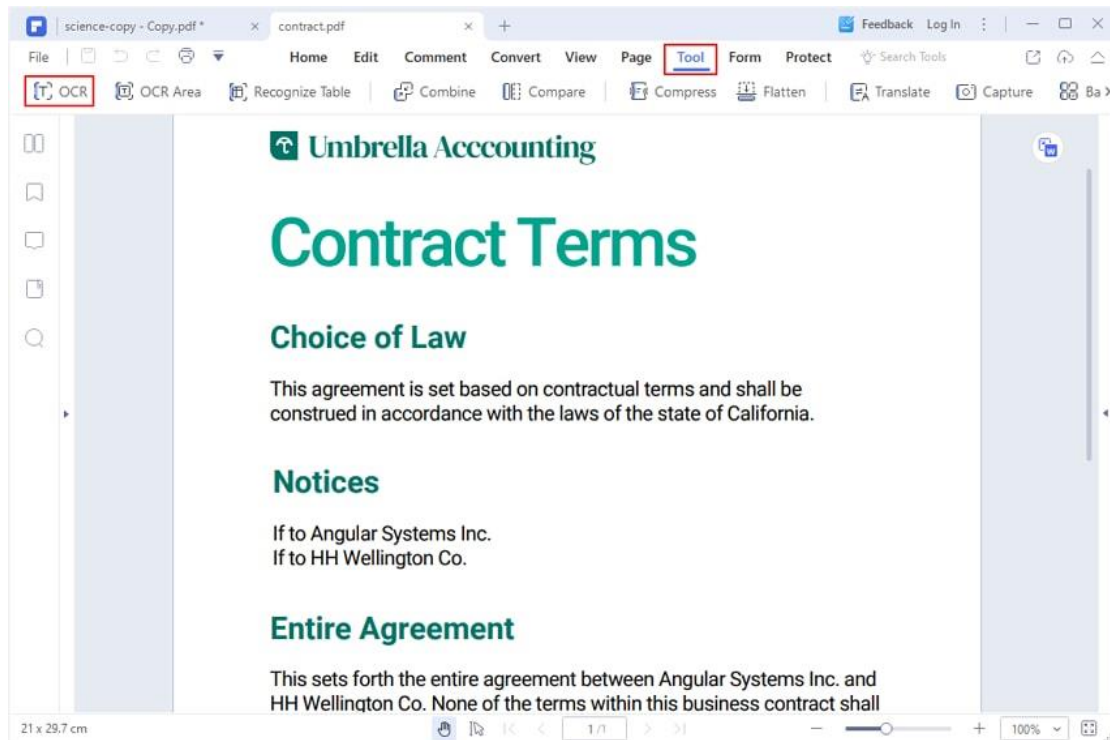 science-copy - Copy.pdf *
contract.pdf
Feedback Log In
File Home Edit Comment Convert View Page Tool Form Protect Search Tools
OCR OCR Area Recognize Table Combine Compare Compress Flatten Translate Capture Ba
Umbrella Acccounting
Contract Terms
Choice of Law
This agreement is set based on contractual terms and shall be
construed in accordance with the laws of the state of California.
Notices
If to Angular Systems Inc.
If to HH Wellington Co.
Entire Agreement
This sets forth the entire agreement between Angular Systems Inc. and
HH Wellington Co. None of the terms within this business contract shall
21 x 29.7 cm 1 /1 100%